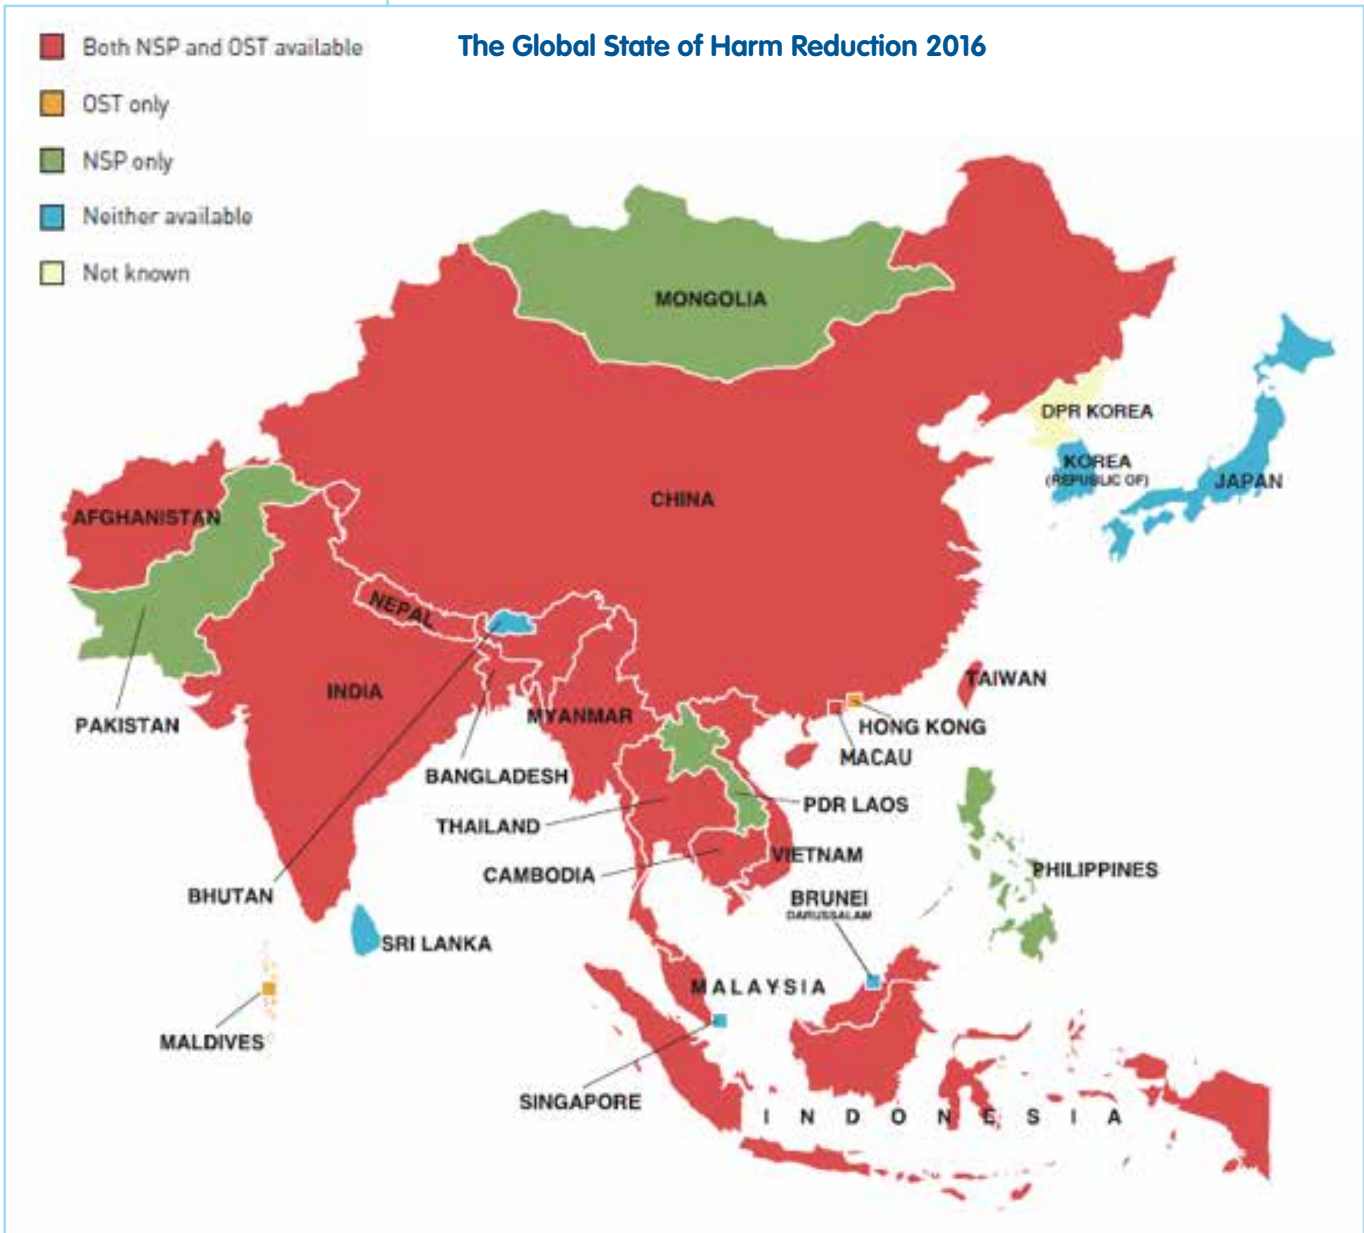 The Global State of Harm Reduction 2016
Both NSP and OST available
OST only
NSP only
Neither available
Not known
MONGOLIA
DPR KOREA
KOREA
(REPUBLIC OF)
JAPAN
CHINA
AFGHANISTAN
NEPAL
INDIA
TAIWAN
MYANMAR
PAKISTAN
HONG KONG
MACAU
BANGLADESH
PDR LAOS
THAILAND
VIETNAM
CAMBODIA
PHILIPPINES
BHUTAN
BRUNEI
DARUSSALAM
SRI LANKA
MALAYSIA
MALDIVES
SINGAPORE
INDONESIA